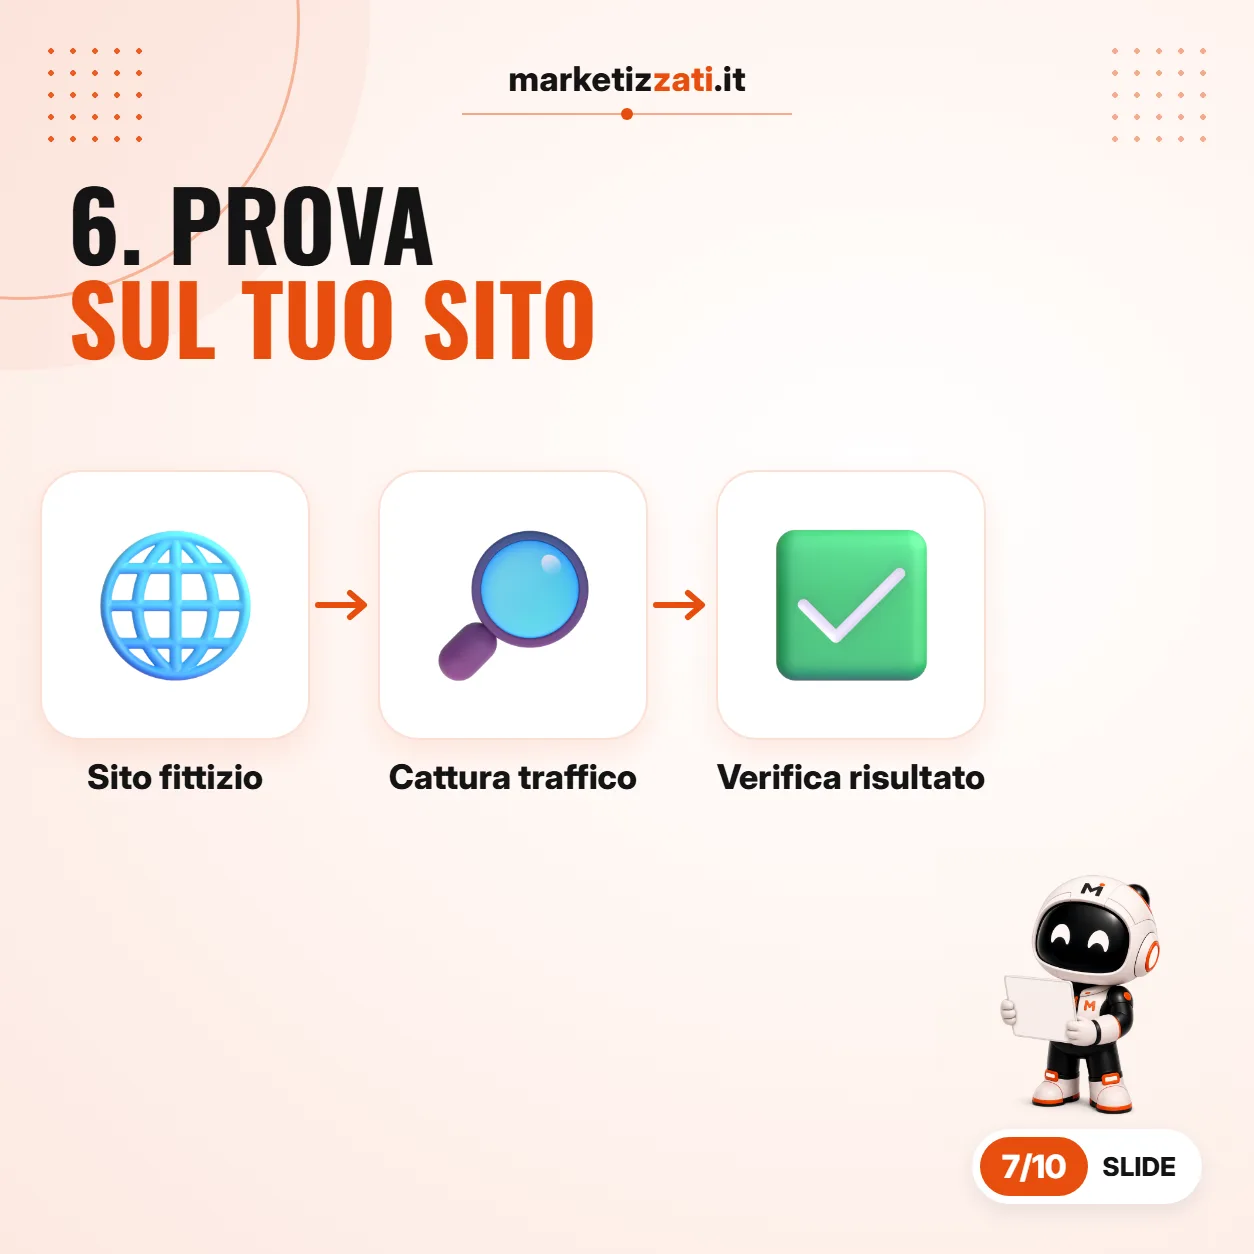 marketizzati.it
6. PROVA
SUL TUO SITO
Sito fittizio
Cattura traffico
Verifica risultato
M
M
7/10 SLIDE